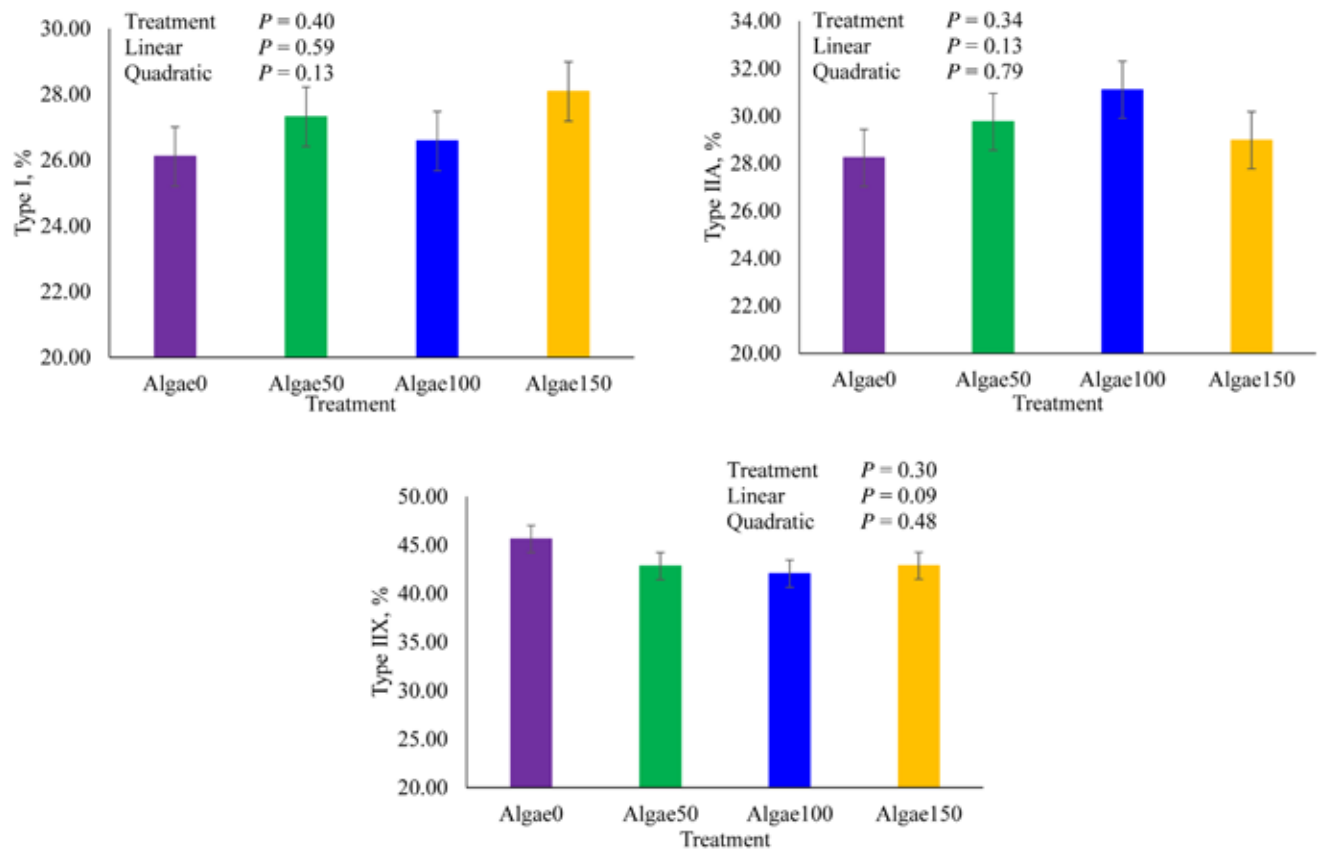 Treatment P = 0.40
Linear P = 0.59
Quadratic P = 0.13
30.00
28.00
26.00
24.00
22.00
20.00
Type I, %
Algae0 Algae50 Algae100 Algae150
Treatment
Treatment P = 0.34
Linear P = 0.13
Quadratic P = 0.79
34.00
32.00
30.00
28.00
26.00
24.00
22.00
20.00
Type IIA, %
Algae0 Algae50 Algae100 Algae150
Treatment
Treatment P = 0.30
Linear P = 0.09
Quadratic P = 0.48
50.00
45.00
40.00
35.00
30.00
25.00
20.00
Type IIX, %
Algae0 Algae50 Algae100 Algae150
Treatment